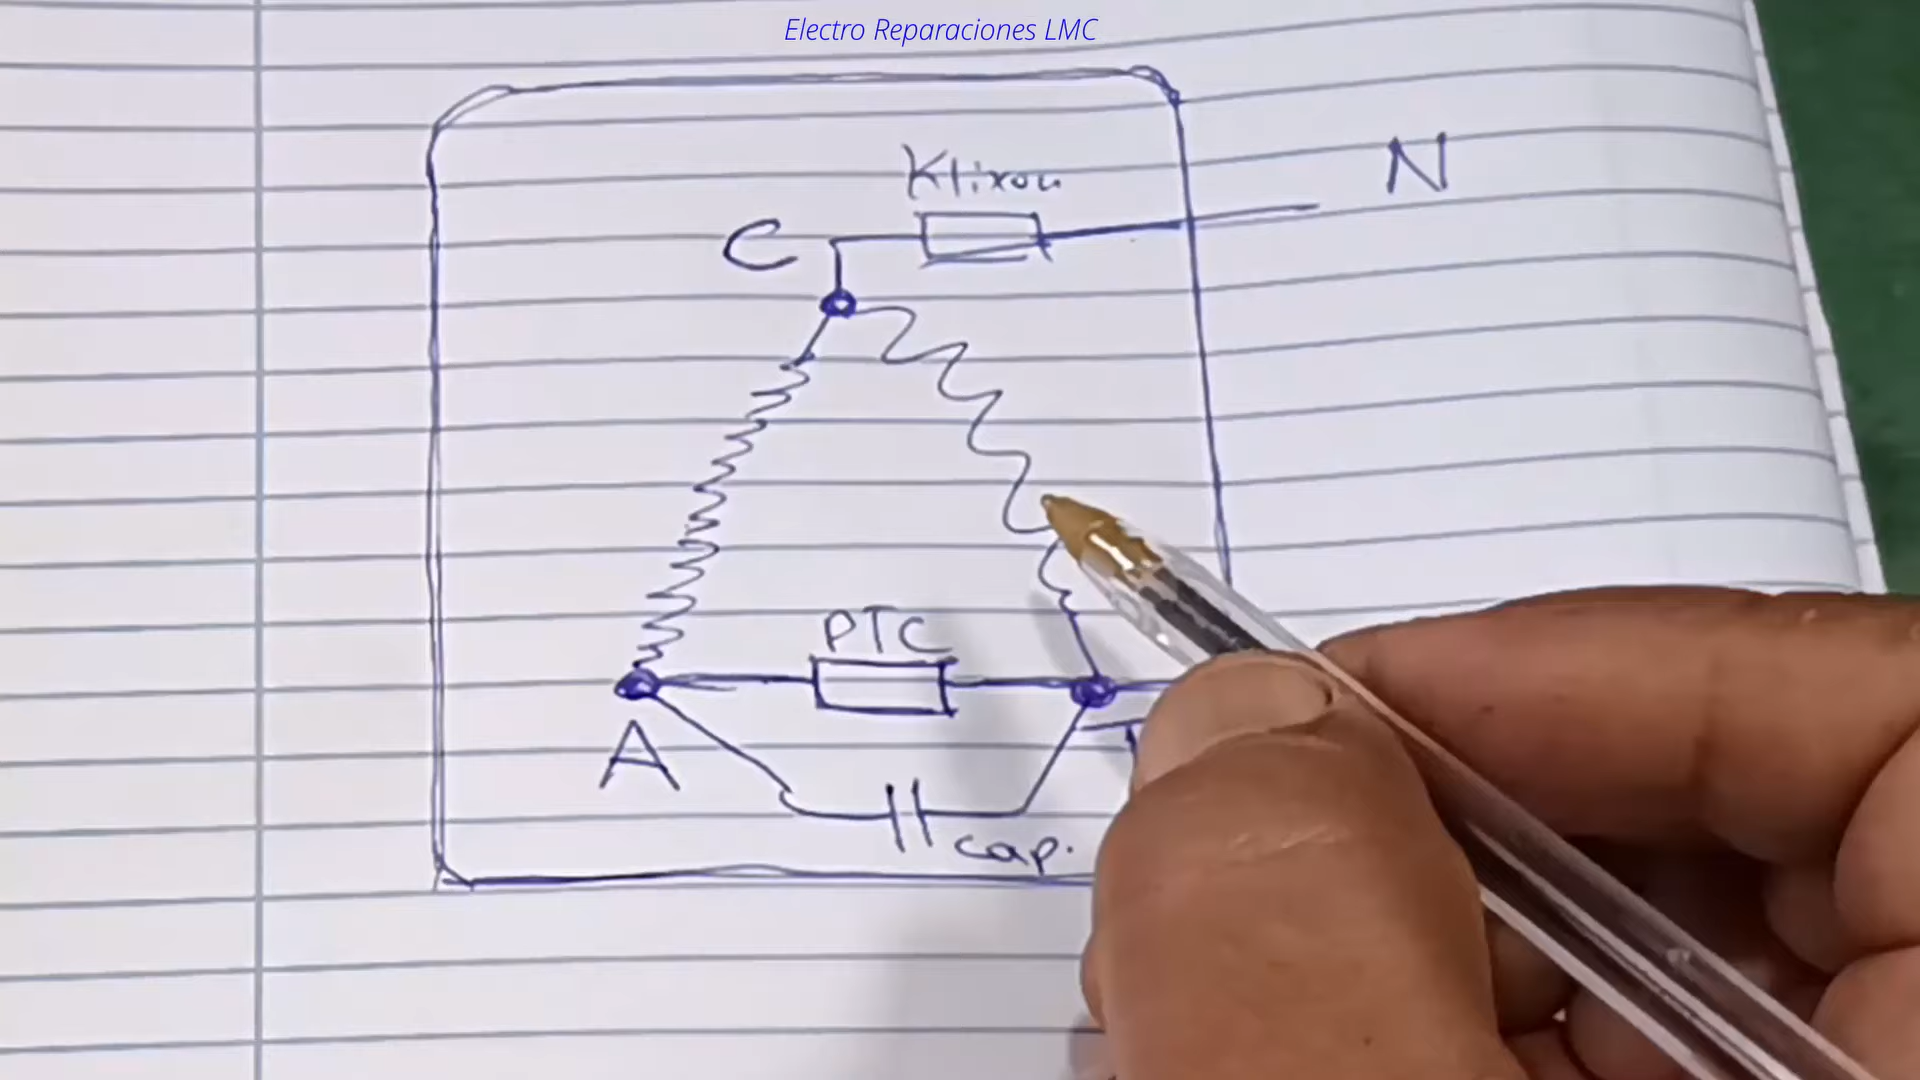 Electro Reparaciones LMC
Klixon
N
C
PTC
A
T
cap.